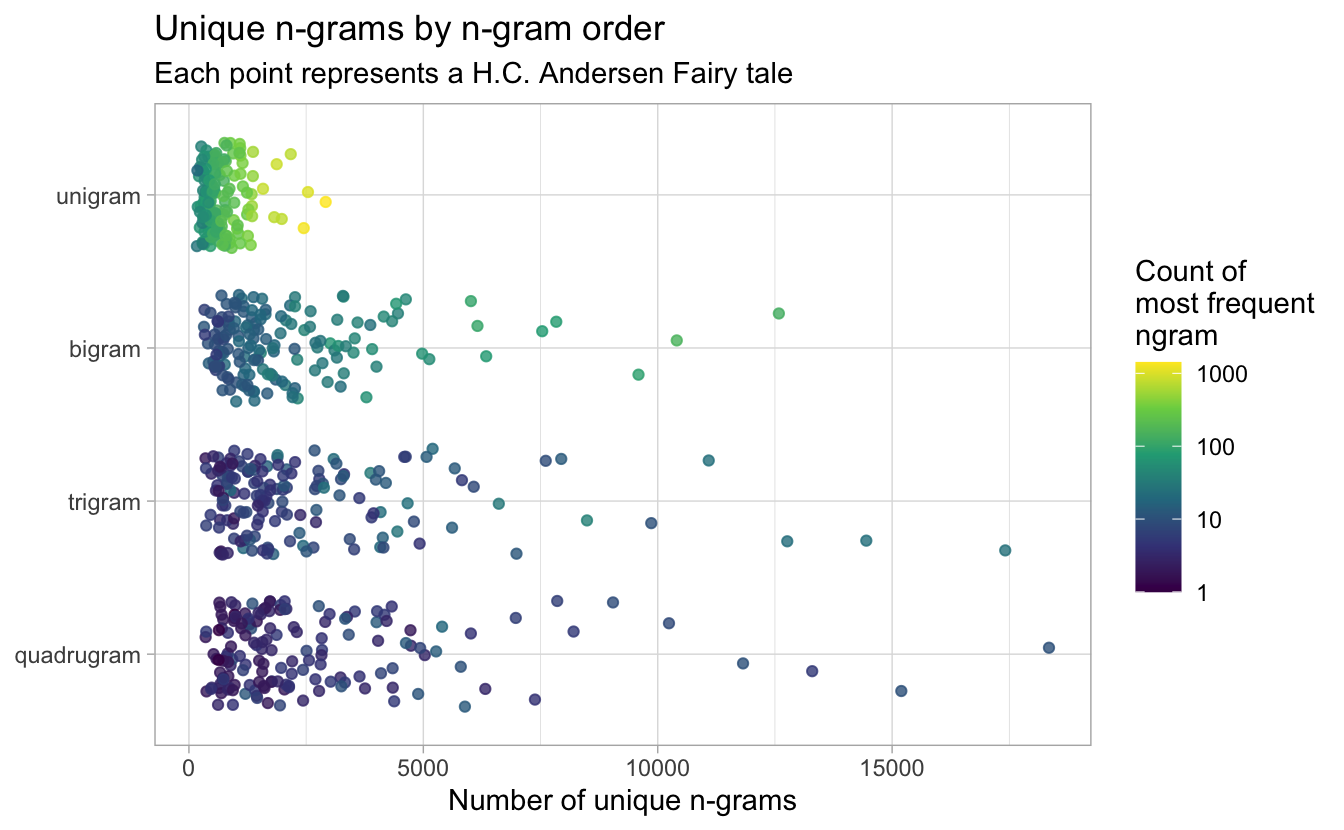 Unique n-grams by n-gram order
Each point represents a H.C. Andersen Fairy tale
unigram
bigram
trigram
quadrugram
0
5000
10000
15000
Number of unique n-grams
Count of
most frequent
ngram
1000
100
10
1